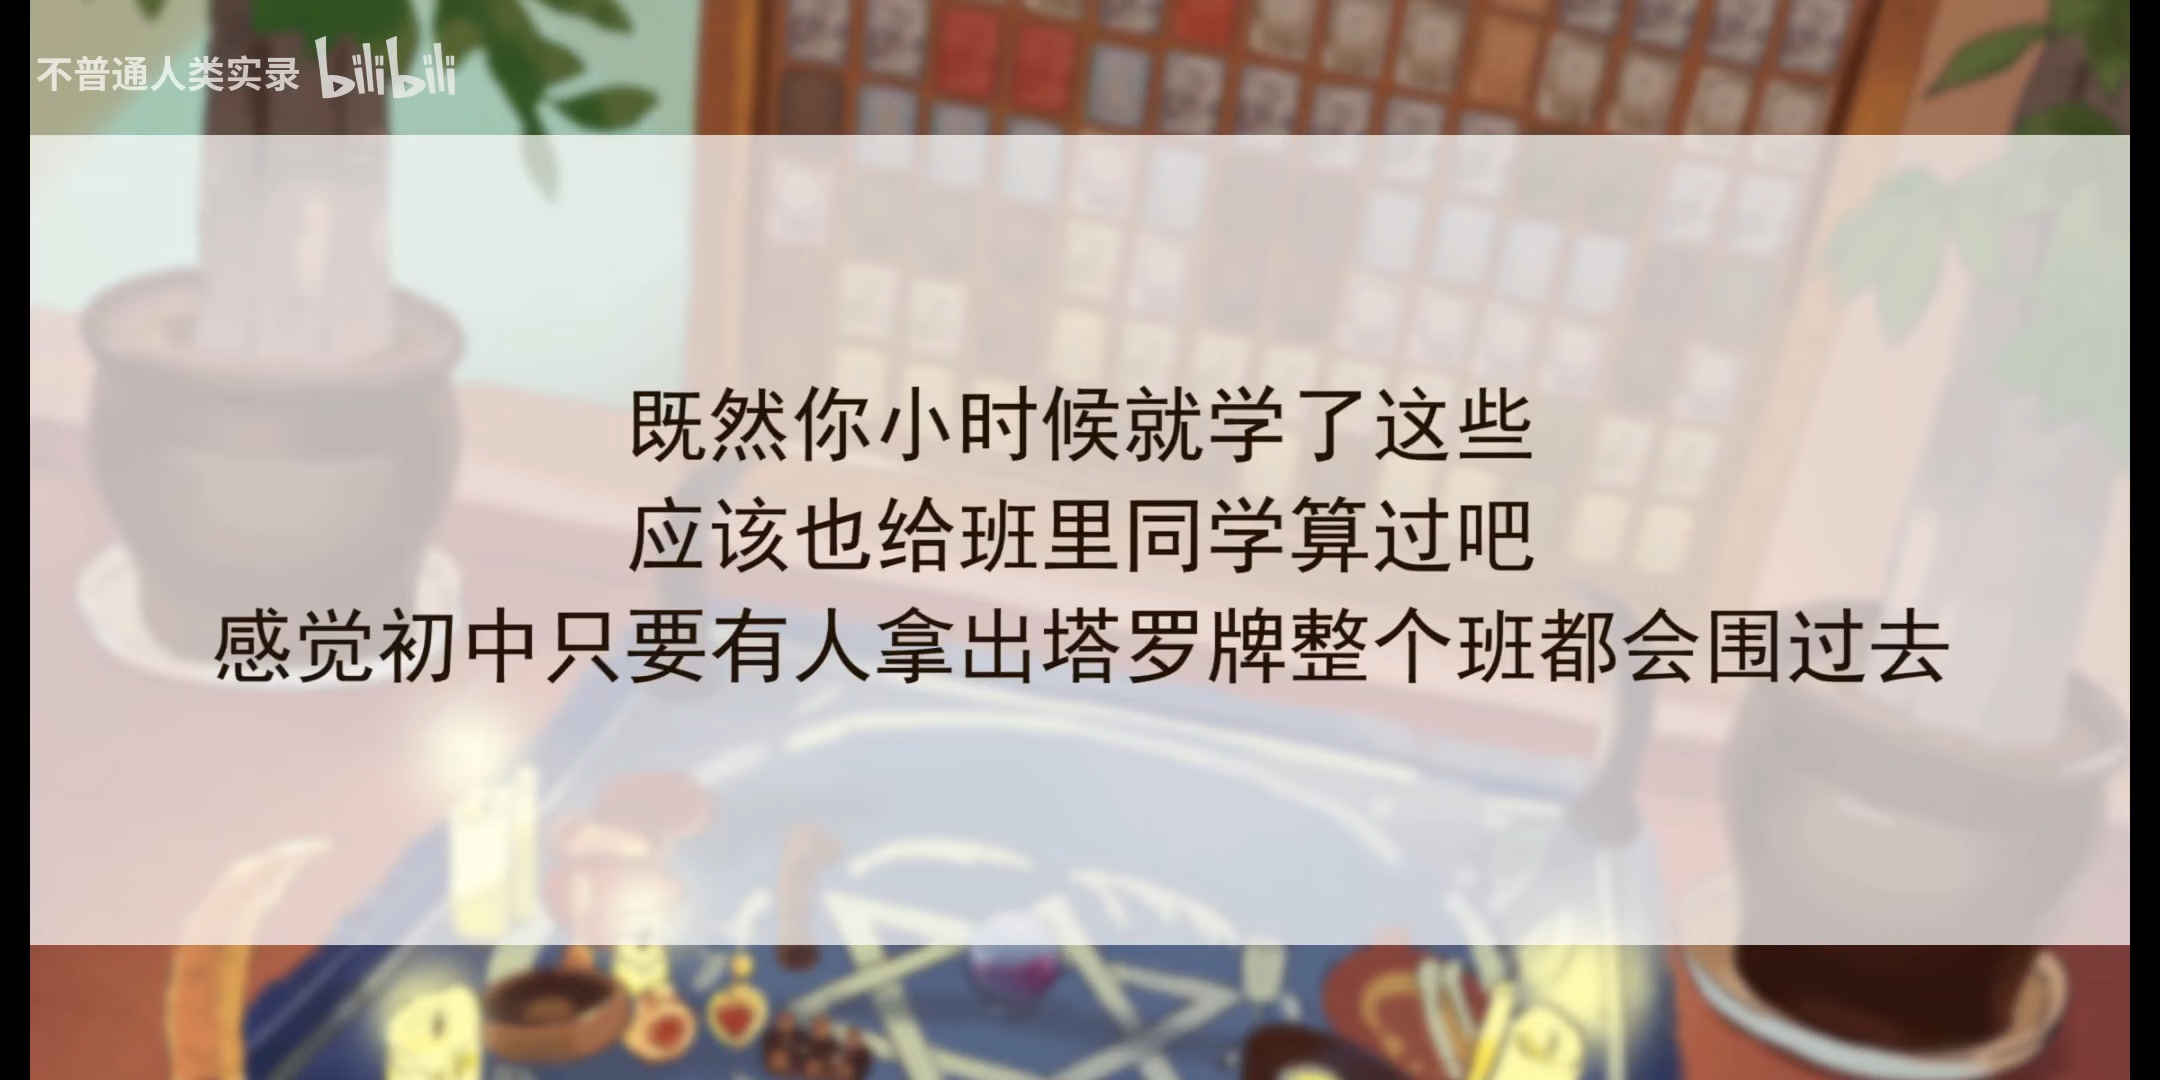 不普通人类实录 bilibili
既然你小时候就学了这些
应该也给班里同学算过吧
感觉初中只要有人拿出塔罗牌整个班都会围过去